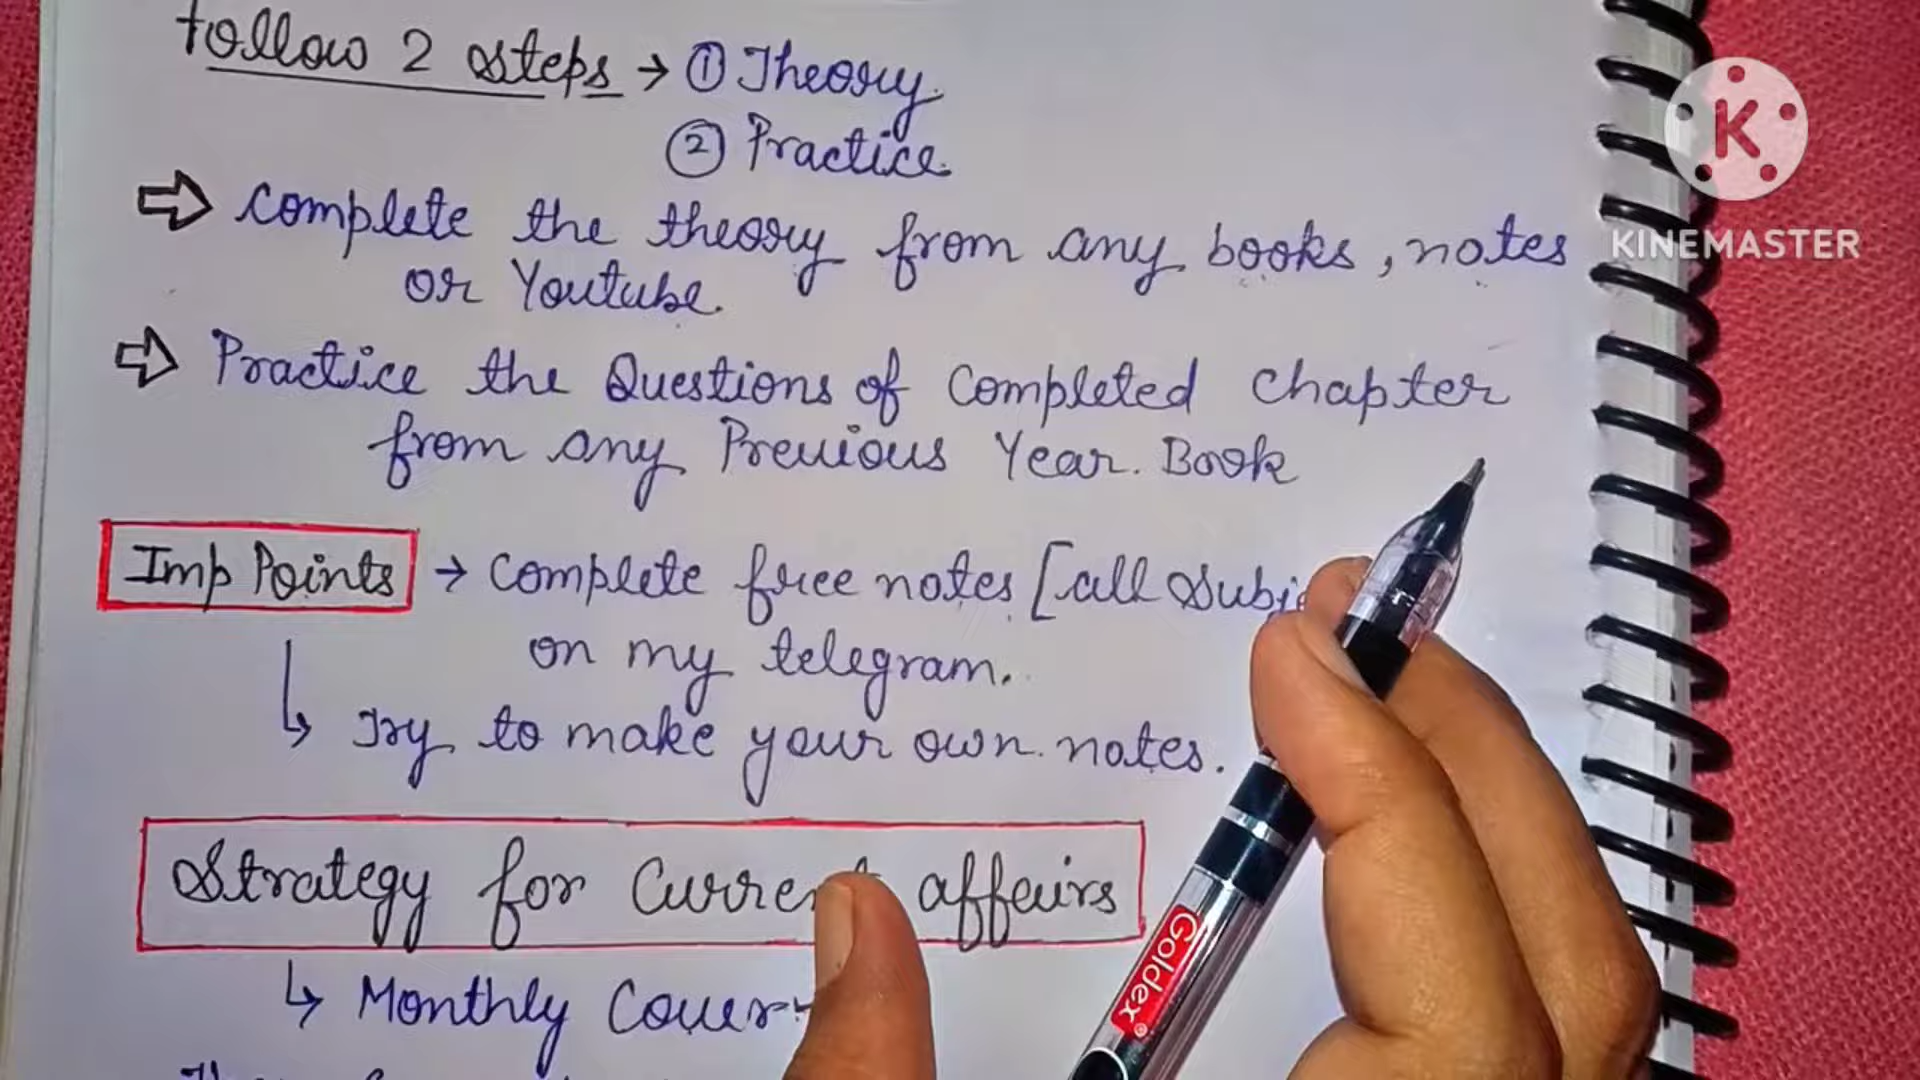 Follow 2 steps → ① Theory
② Practice
⇨ Complete the theory from any books, notes
or Youtube
⇨ Practice the Questions of Completed Chapter
from any Previous Year Book
Imp Points → Complete free notes [all
on my telegram.
↳ Try to make your own notes.
Strategy for affairs
↳ Monthly Cover
K
KINEMASTER
Goldex